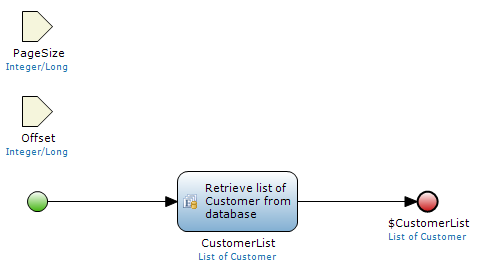 PageSize
Integer/Long
Offset
Integer/Long
Retrieve list of
Customer from
database
CustomerList
List of Customer
$CustomerList
List of Customer